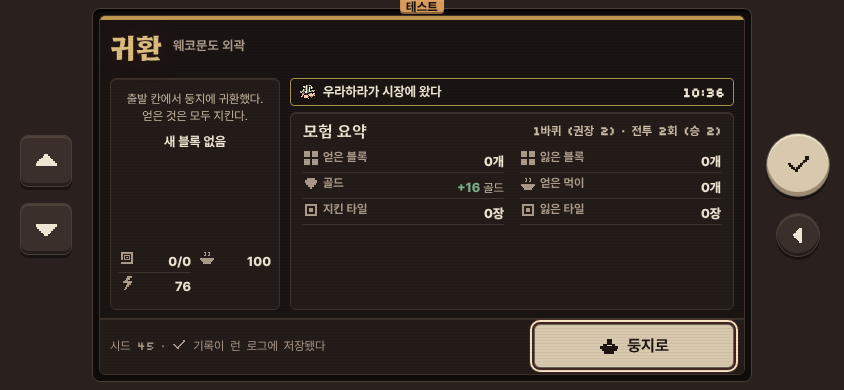 테스트
귀환 웨코문도 외곽
출발 칸에서 둥지에 귀환했다.
얻은 것은 모두 지킨다.
새 블록 없음
0/0 100
76
우라하라가 시장에 왔다 10:36
모험 요약 1바퀴 (권장 2) · 전투 2회 (승 2)
얻은 블록 0개 잃은 블록 0개
골드 +16 골드 얻은 먹이 0개
지킨 타일 0장 잃은 타일 0장
시드 45 · ✓ 기록이 런 로그에 저장됐다
둥지로